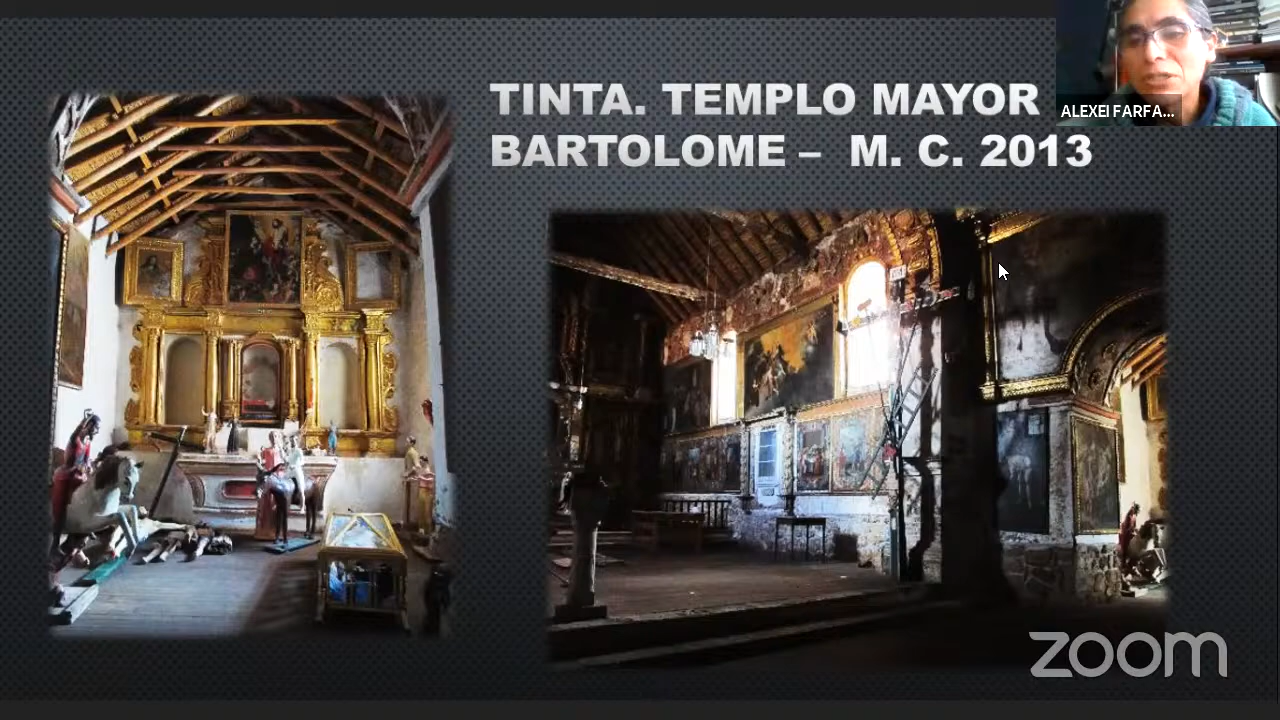 TINTA. TEMPLO MAYOR
BARTOLOME – M. C. 2013
ALEXEI FARFA...
zoom